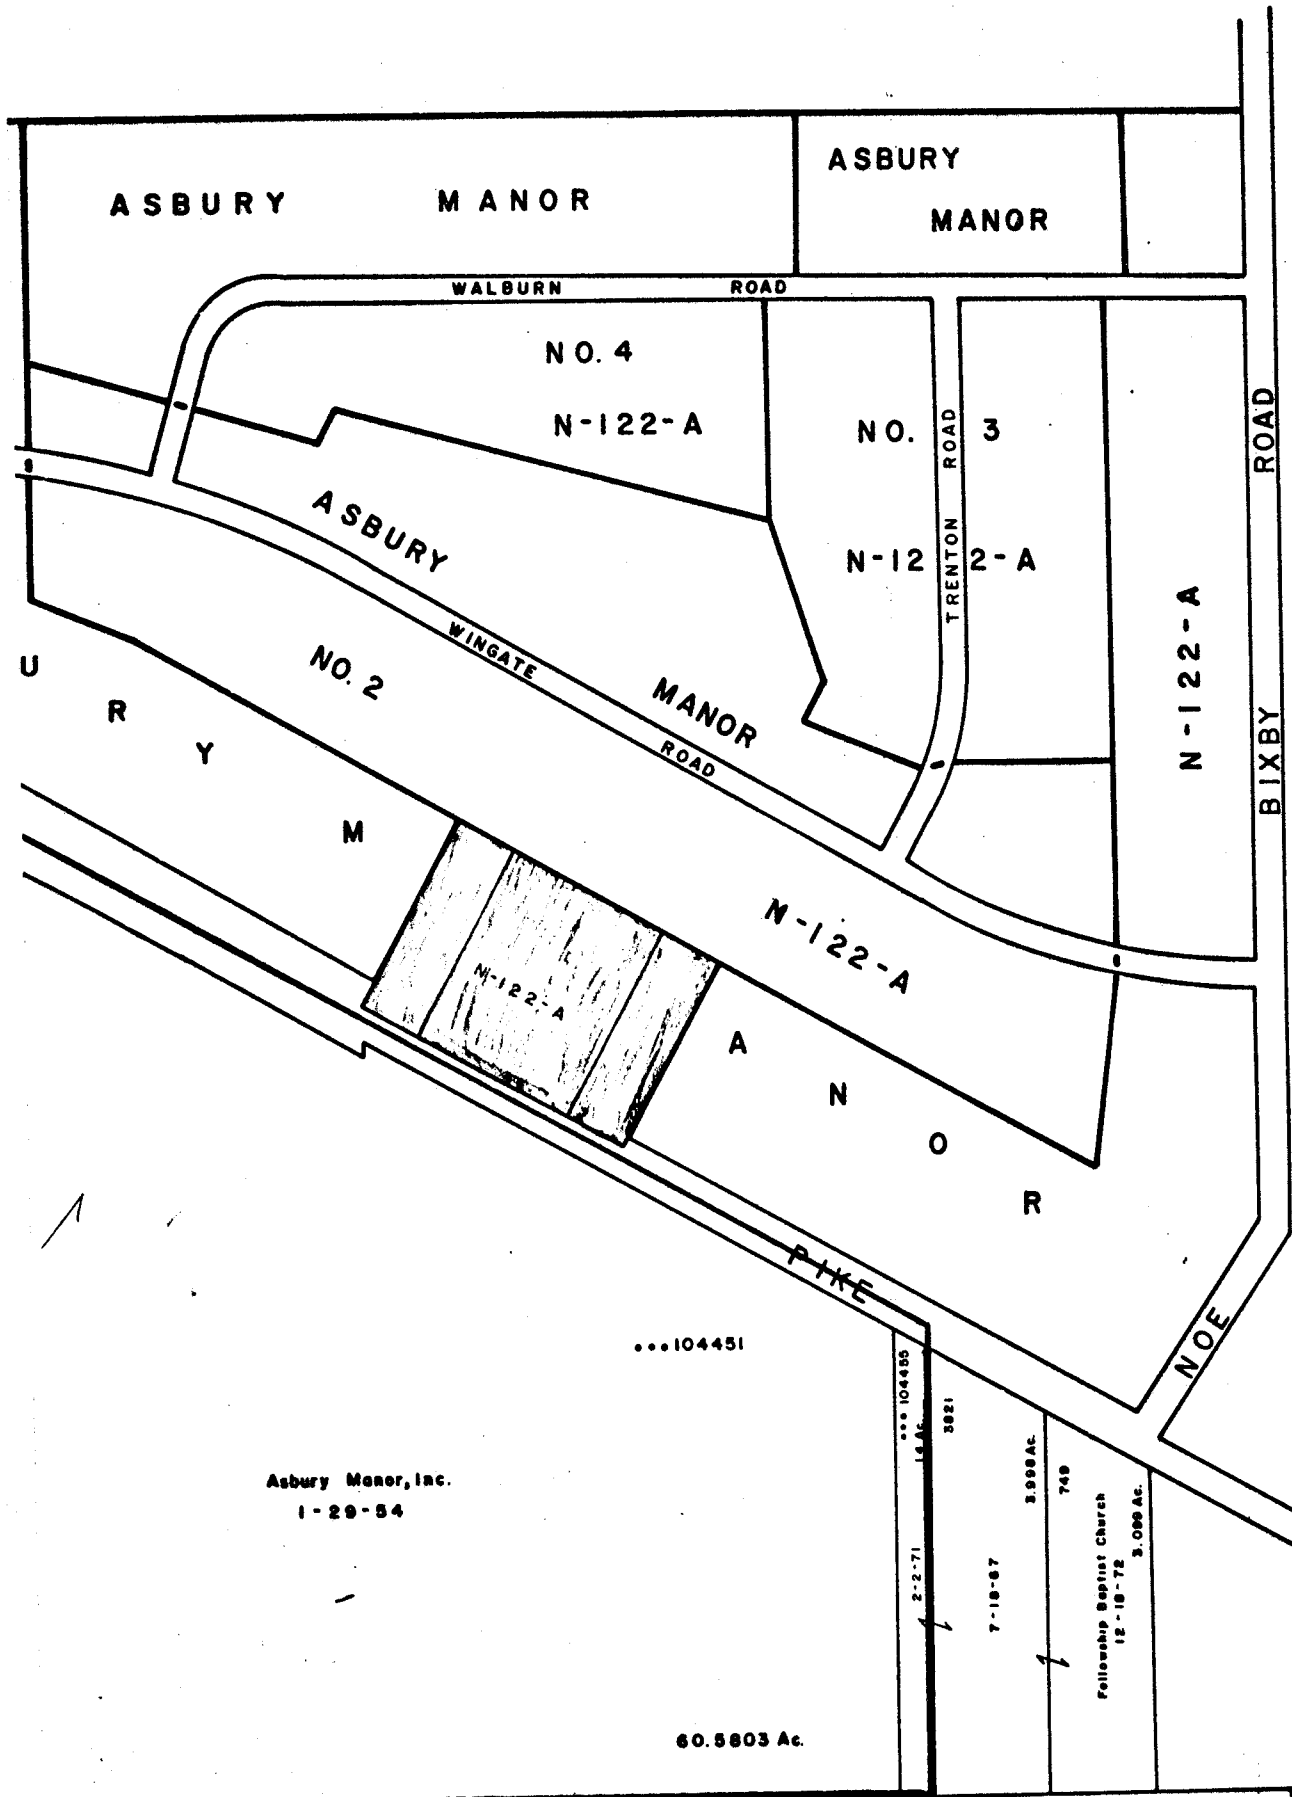 ASBURY MANOR
ASBURY
MANOR
WALBURN ROAD
NO. 4
N-122-A
NO. 3
N-122-A
TRENTON ROAD
ASBURY MANOR
NO. 2
N-122-A
WINGATE ROAD
N-122-A
BIXBY ROAD
U R Y M A N O R
N-122-A
PIKE
NOE
•••104451
Asbury Manor, Inc.
1-29-54
60.5803 Ac.
•••104455
1.4 Ac.
2-2-71
3821
3.998 Ac.
7-18-67
749
Fellowship Baptist Church
12-18-72
3.099 Ac.